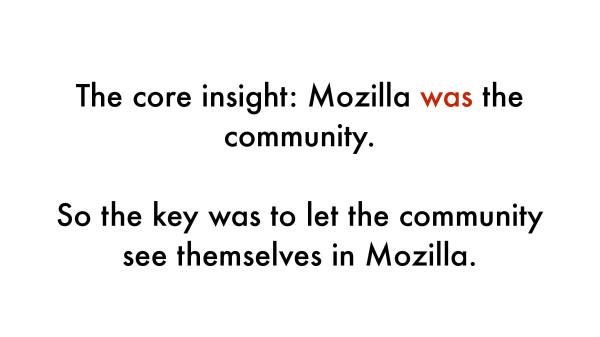 The core insight: Mozilla was the
community.
So the key was to let the community
see themselves in Mozilla.